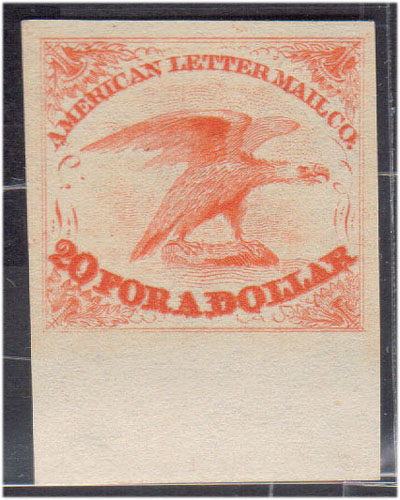 AMERICAN LETTER MAIL CO.
20 FOR A DOLLAR